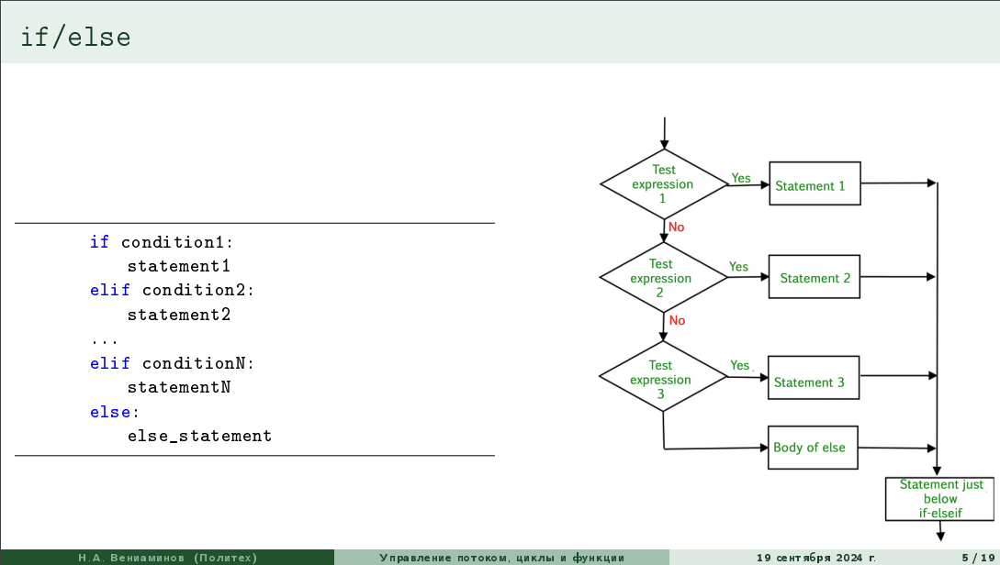 if/else
if condition1:
statement1
elif condition2:
statement2
...
elif conditionN:
statementN
else:
else_statement
Test
expression
1
Yes
Statement 1
No
Test
expression
2
Yes
Statement 2
No
Test
expression
3
Yes
Statement 3
Body of else
Statement just
below
if-elseif
Н.А. Вениаминов (Политех)
Управление потоком, циклы и функции
19 сентября 2024 г.
5 / 19